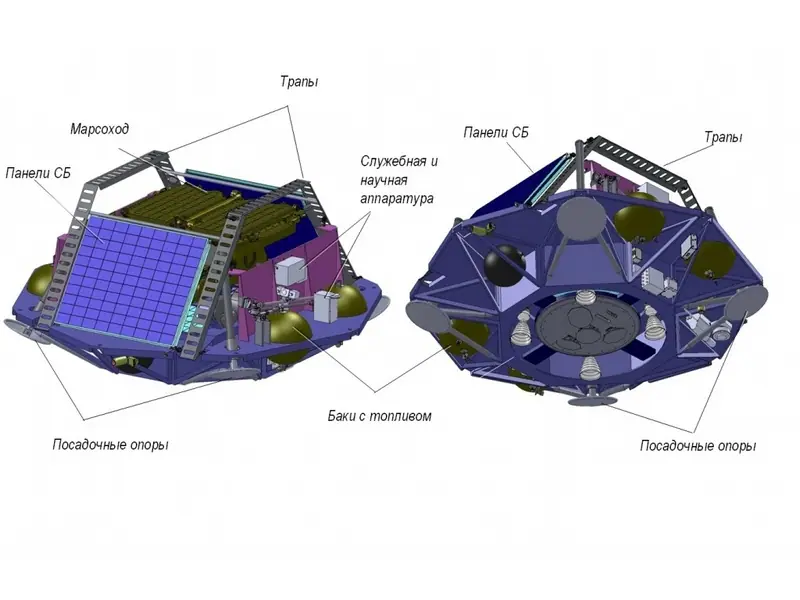 Трапы
Марсоход
Панели СБ
Служебная и
научная
аппаратура
Панели СБ
Трапы
Баки с топливом
Посадочные опоры
Посадочные опоры